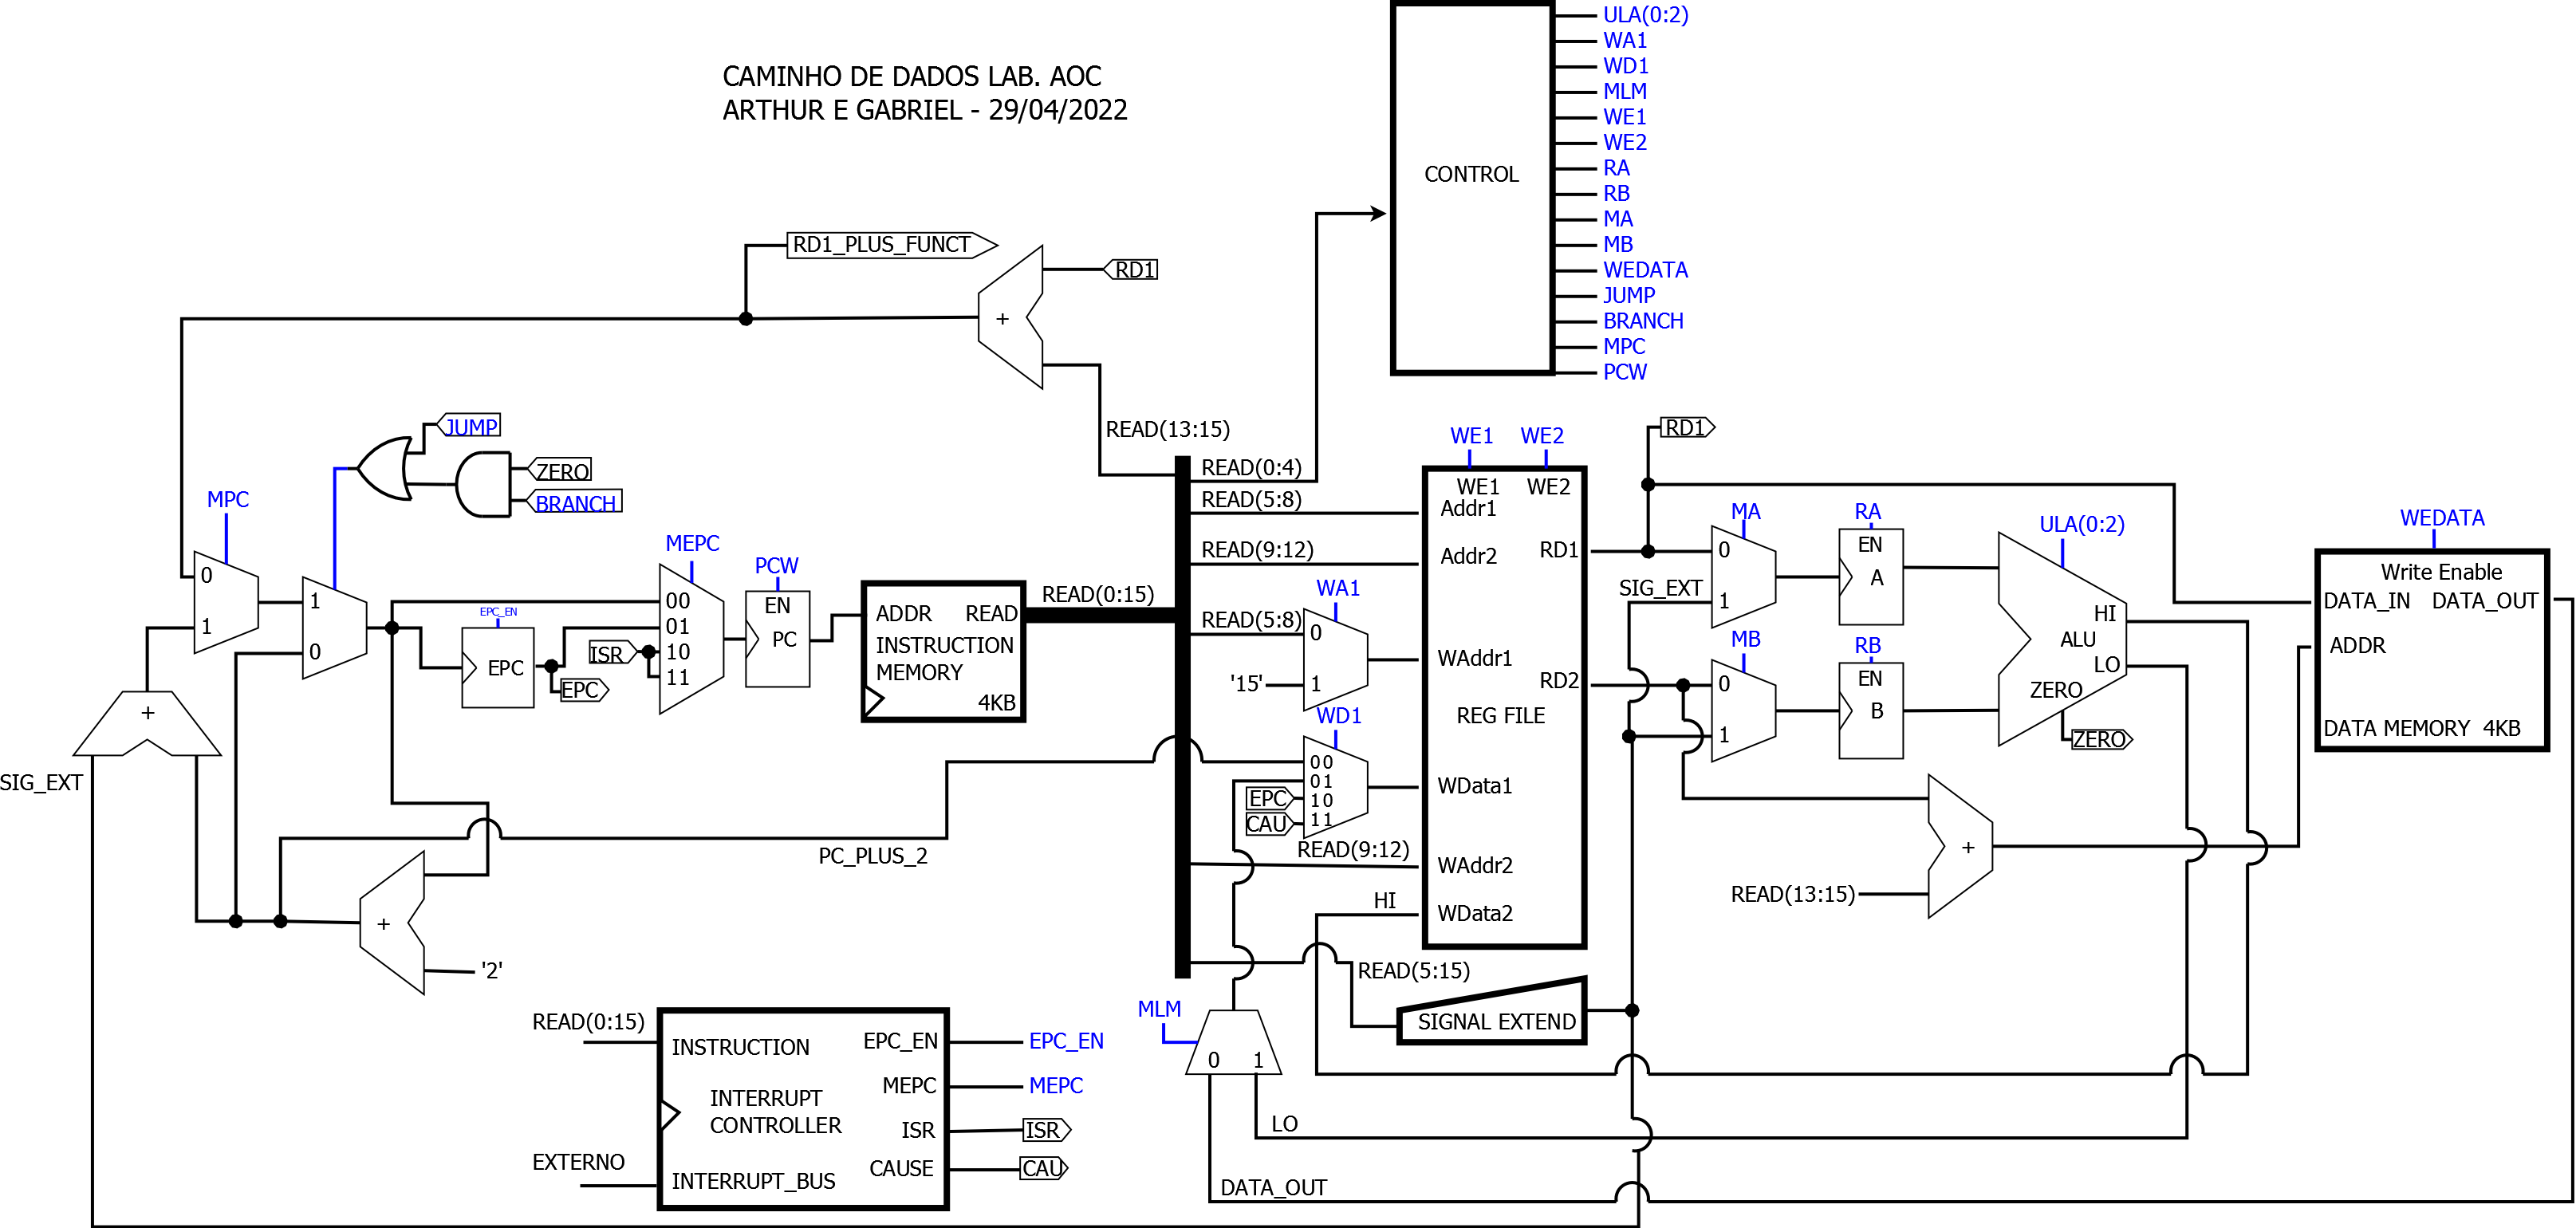 ULA(0:2)
WA1
WD1
MLM
WE1
WE2
RA
RB
MA
MB
WEDATA
JUMP
BRANCH
MPC
PCW
CONTROL
CAMINHO DE DADOS LAB. AOC
ARTHUR E GABRIEL - 29/04/2022
RD1_PLUS_FUNCT
RD1
+
READ(13:15)
JUMP
ZERO
BRANCH
MPC
0
1
1
0
EPC_EN
EPC
EPC
ISR
MEPC
00
01
10
11
PCW
EN
PC
ADDR READ
INSTRUCTION
MEMORY
4KB
READ(0:15)
READ(0:4)
READ(5:8)
READ(9:12)
READ(5:8)
WA1
0
'15'
1
WD1
00
01
EPC
10
CAU
11
READ(9:12)
HI
READ(5:15)
WE1 WE2
WE1 WE2
Addr1
Addr2
RD1
WAddr1
RD2
REG FILE
WData1
WAddr2
WData2
SIGNAL EXTEND
RD1
SIG_EXT
MA
0
1
MB
0
1
RA
EN
A
RB
EN
B
ULA(0:2)
HI
ALU
LO
ZERO
ZERO
WEDATA
Write Enable
DATA_IN DATA_OUT
ADDR
DATA MEMORY 4KB
+
READ(13:15)
+
SIG_EXT
PC_PLUS_2
+
'2'
READ(0:15)
INSTRUCTION
INTERRUPT
CONTROLLER
EXTERNO
INTERRUPT_BUS
EPC_EN
MEPC
ISR
CAUSE
EPC_EN
MEPC
ISR
CAU
MLM
0 1
LO
DATA_OUT